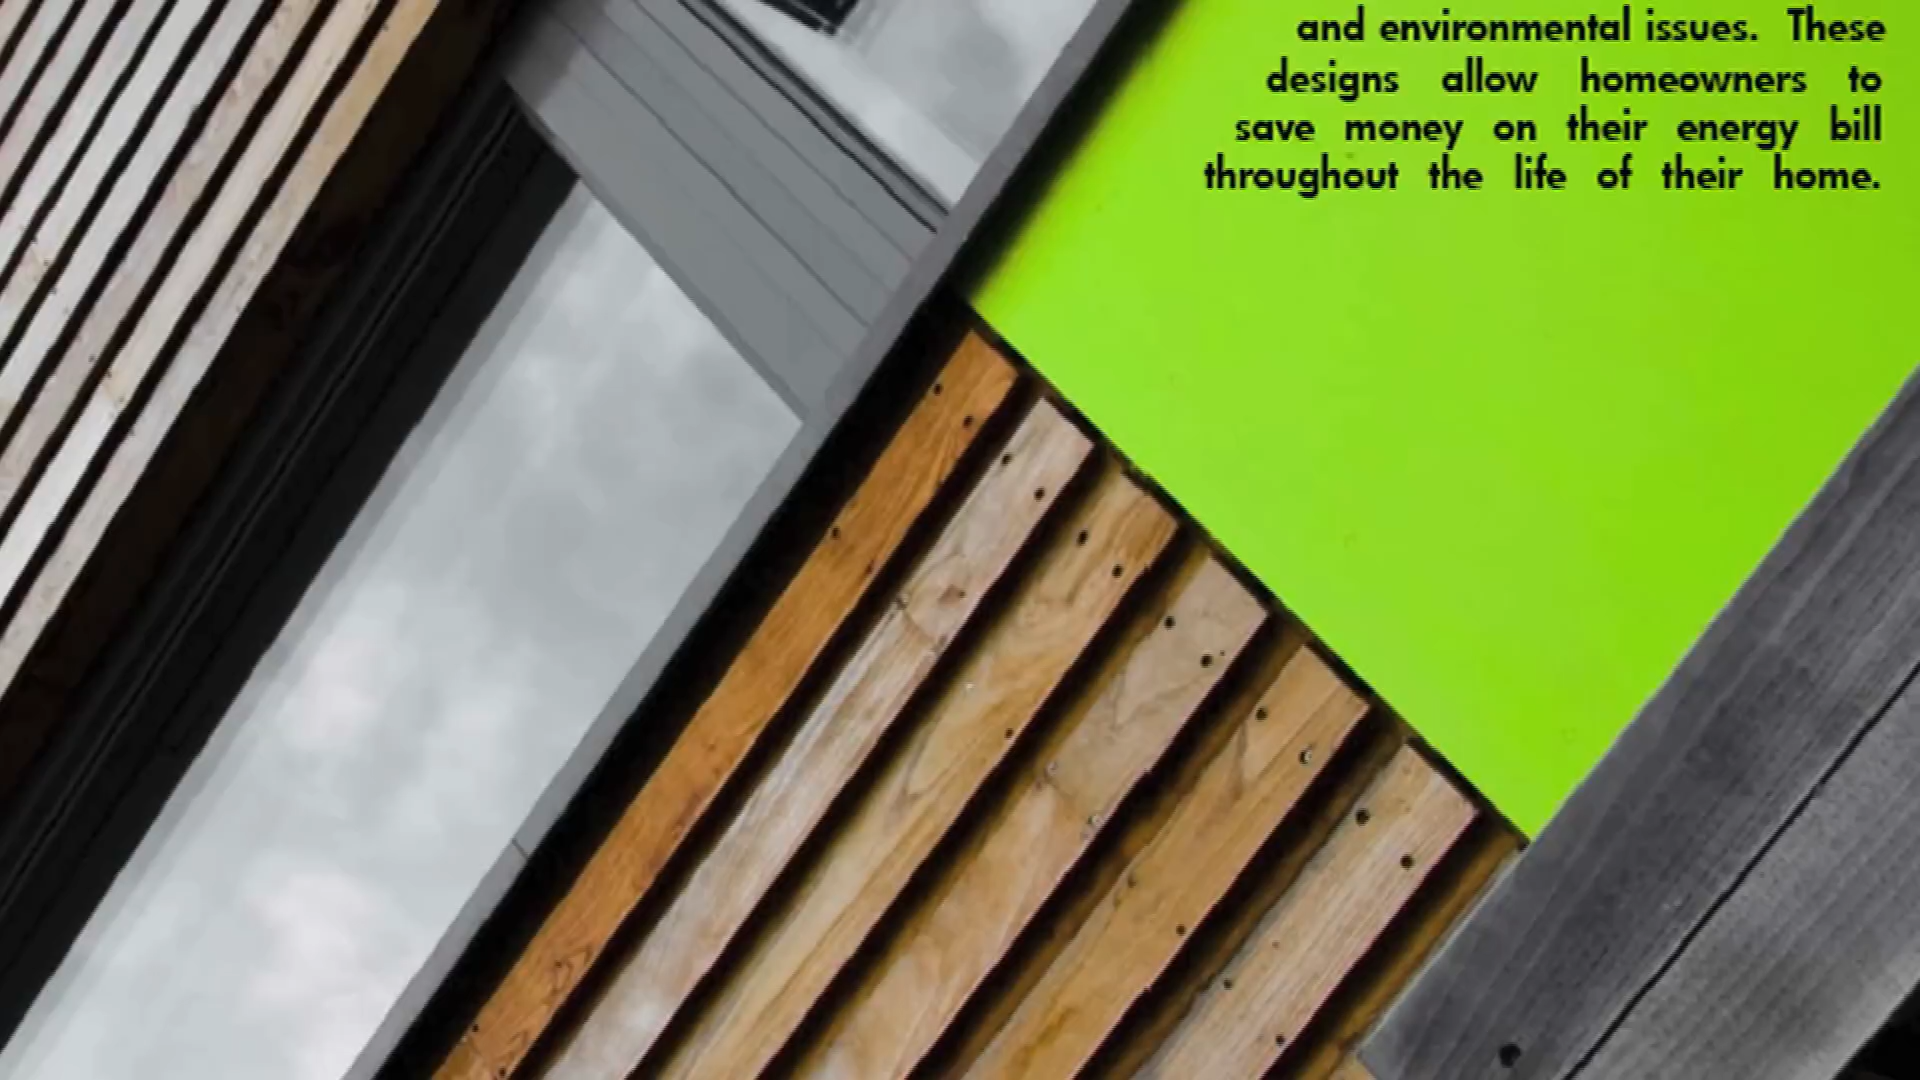 and environmental issues. These
designs allow homeowners to
save money on their energy bill
throughout the life of their home.